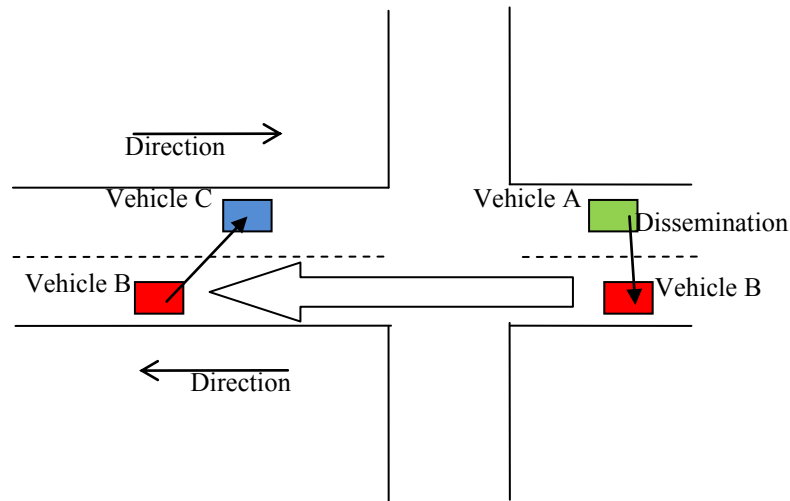 Direction
Vehicle C
Vehicle A
Dissemination
Vehicle B
Vehicle B
Direction